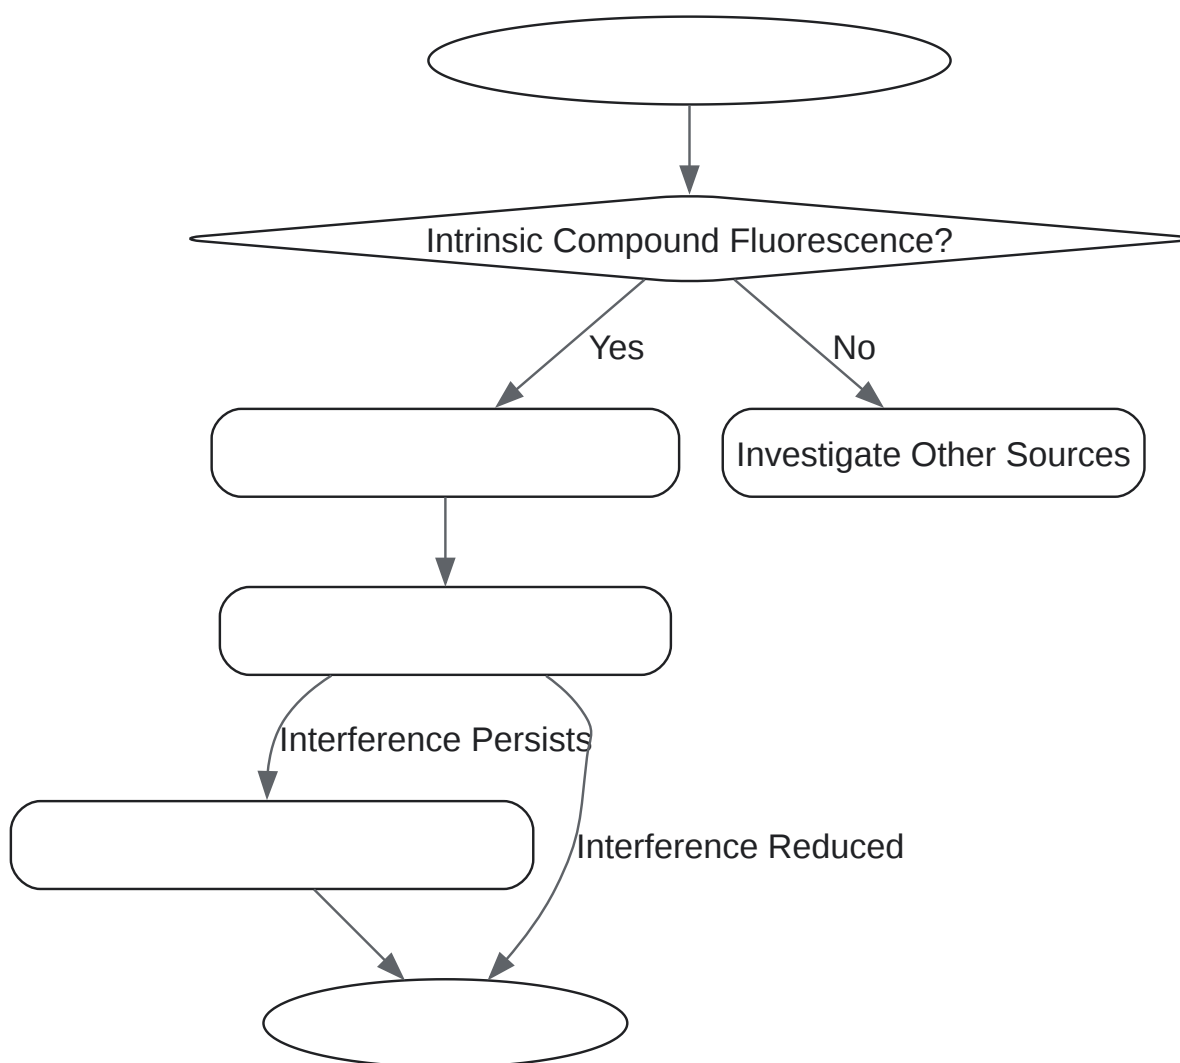 Intrinsic Compound Fluorescence?
Yes
No
Investigate Other Sources
Interference Persists
Interference Reduced